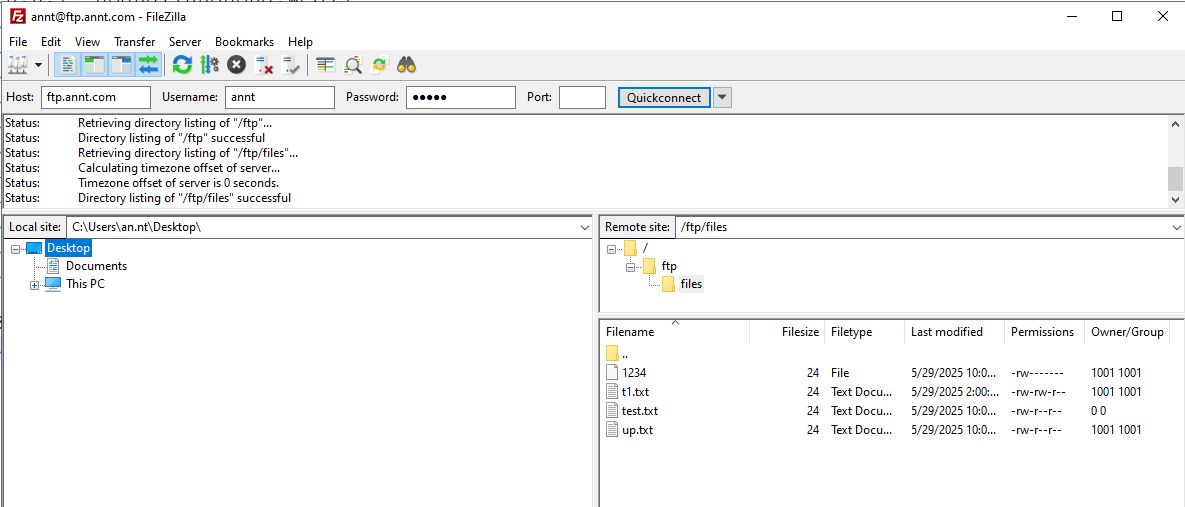 annt@ftp.annt.com - FileZilla
File Edit View Transfer Server Bookmarks Help
Host: ftp.annt.com Username: annt Password: ●●●●● Port: Quickconnect
Status: Retrieving directory listing of "/ftp"...
Status: Directory listing of "/ftp" successful
Status: Retrieving directory listing of "/ftp/files"...
Status: Calculating timezone offset of server...
Status: Timezone offset of server is 0 seconds.
Status: Directory listing of "/ftp/files" successful
Local site: C:\Users\an.nt\Desktop\
Desktop
Documents
This PC
Remote site: /ftp/files
/
ftp
files
Filename Filesize Filetype Last modified Permissions Owner/Group
..
1234 24 File 5/29/2025 10:0... -rw------- 1001 1001
t1.txt 24 Text Docu... 5/29/2025 2:00:... -rw-rw-r-- 1001 1001
test.txt 24 Text Docu... 5/29/2025 10:0... -rw-r--r-- 0 0
up.txt 24 Text Docu... 5/29/2025 10:0... -rw-r--r-- 1001 1001